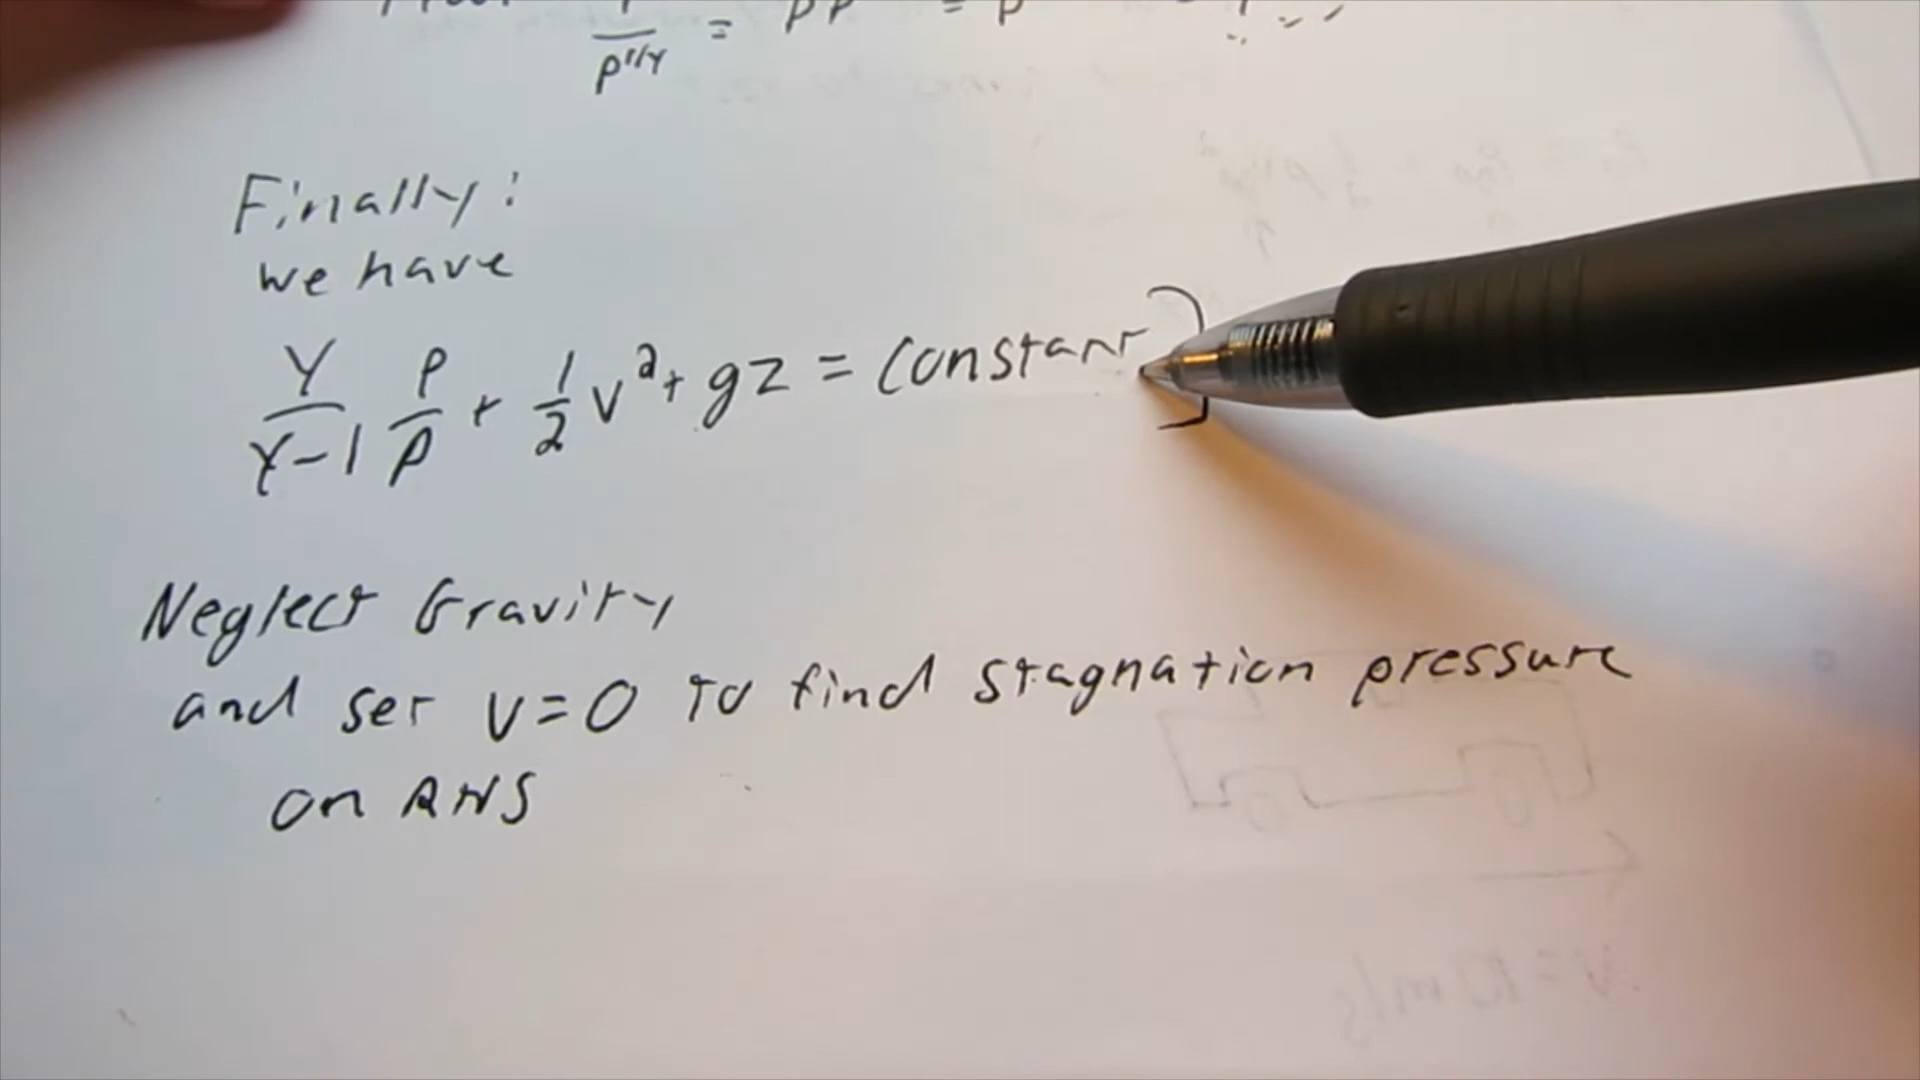 Finally:
we have
γ/γ-1 P/ρ + 1/2 v² + gz = constant
Neglect Gravity
and set v=0 to find stagnation pressure
on ANS